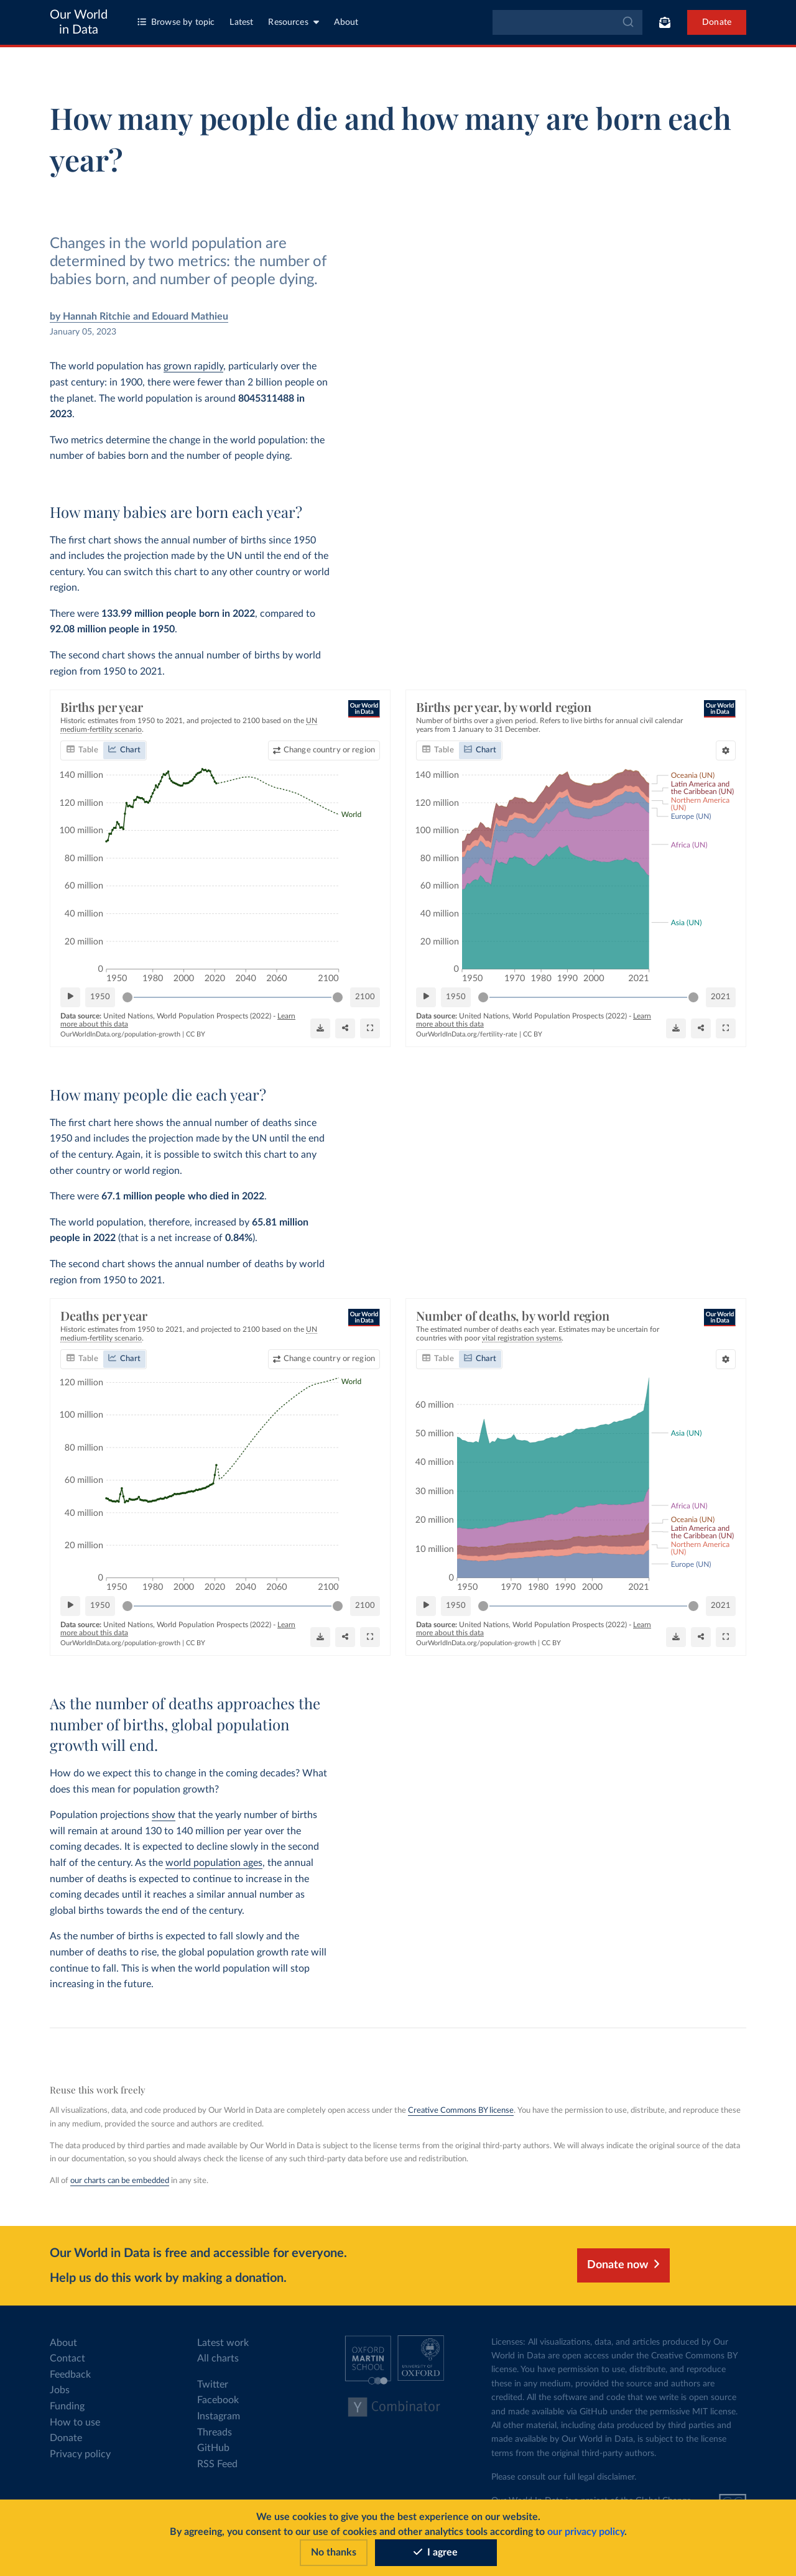 Our World
in Data
Browse by topic
Latest
Resources
About
Donate
How many people die and how many are born each
year?
Changes in the world population are
determined by two metrics: the number of
babies born, and number of people dying.
by Hannah Ritchie and Edouard Mathieu
January 05, 2023
The world population has grown rapidly, particularly over the
past century: in 1900, there were fewer than 2 billion people on
the planet. The world population is around 8045311488 in
2023.
Two metrics determine the change in the world population: the
number of babies born and the number of people dying.
How many babies are born each year?
The first chart shows the annual number of births since 1950
and includes the projection made by the UN until the end of the
century. You can switch this chart to any other country or world
region.
There were 133.99 million people born in 2022, compared to
92.08 million people in 1950.
The second chart shows the annual number of births by world
region from 1950 to 2021.
Births per year
Our World
in Data
Historic estimates from 1950 to 2021, and projected to 2100 based on the UN
medium-fertility scenario.
Table
Chart
Change country or region
140 million
120 million
100 million
80 million
60 million
40 million
20 million
0
World
1950 1980 2000 2020 2040 2060 2100
1950
2100
Data source: United Nations, World Population Prospects (2022) - Learn
more about this data
OurWorldInData.org/population-growth | CC BY
Births per year, by world region
Our World
in Data
Number of births over a given period. Refers to live births for annual civil calendar
years from 1 January to 31 December.
Table
Chart
140 million
120 million
100 million
80 million
60 million
40 million
20 million
0
Oceania (UN)
Latin America and
the Caribbean (UN)
Northern America
(UN)
Europe (UN)
Africa (UN)
Asia (UN)
1950 1970 1980 1990 2000 2021
1950
2021
Data source: United Nations, World Population Prospects (2022) - Learn
more about this data
OurWorldInData.org/fertility-rate | CC BY
How many people die each year?
The first chart here shows the annual number of deaths since
1950 and includes the projection made by the UN until the end
of the century. Again, it is possible to switch this chart to any
other country or world region.
There were 67.1 million people who died in 2022.
The world population, therefore, increased by 65.81 million
people in 2022 (that is a net increase of 0.84%).
The second chart shows the annual number of deaths by world
region from 1950 to 2021.
Deaths per year
Our World
in Data
Historic estimates from 1950 to 2021, and projected to 2100 based on the UN
medium-fertility scenario.
Table
Chart
Change country or region
120 million
100 million
80 million
60 million
40 million
20 million
0
World
1950 1980 2000 2020 2040 2060 2100
1950
2100
Data source: United Nations, World Population Prospects (2022) - Learn
more about this data
OurWorldInData.org/population-growth | CC BY
Number of deaths, by world region
Our World
in Data
The estimated number of deaths each year. Estimates may be uncertain for
countries with poor vital registration systems.
Table
Chart
60 million
50 million
40 million
30 million
20 million
10 million
0
Asia (UN)
Africa (UN)
Oceania (UN)
Latin America and
the Caribbean (UN)
Northern America
(UN)
Europe (UN)
1950 1970 1980 1990 2000 2021
1950
2021
Data source: United Nations, World Population Prospects (2022) - Learn
more about this data
OurWorldInData.org/population-growth | CC BY
As the number of deaths approaches the
number of births, global population
growth will end.
How do we expect this to change in the coming decades? What
does this mean for population growth?
Population projections show that the yearly number of births
will remain at around 130 to 140 million per year over the
coming decades. It is expected to decline slowly in the second
half of the century. As the world population ages, the annual
number of deaths is expected to continue to increase in the
coming decades until it reaches a similar annual number as
global births towards the end of the century.
As the number of births is expected to fall slowly and the
number of deaths to rise, the global population growth rate will
continue to fall. This is when the world population will stop
increasing in the future.
Reuse this work freely
All visualizations, data, and code produced by Our World in Data are completely open access under the Creative Commons BY license. You have the permission to use, distribute, and reproduce these
in any medium, provided the source and authors are credited.
The data produced by third parties and made available by Our World in Data is subject to the license terms from the original third-party authors. We will always indicate the original source of the data
in our documentation, so you should always check the license of any such third-party data before use and redistribution.
All of our charts can be embedded in any site.
Our World in Data is free and accessible for everyone.
Help us do this work by making a donation.
Donate now
About
Contact
Feedback
Jobs
Funding
How to use
Donate
Privacy policy
Latest work
All charts
Twitter
Facebook
Instagram
Threads
GitHub
RSS Feed
OXFORD
MARTIN
SCHOOL
UNIVERSITY OF
OXFORD
Y Combinator
Licenses: All visualizations, data, and articles produced by Our
World in Data are open access under the Creative Commons BY
license. You have permission to use, distribute, and reproduce
these in any medium, provided the source and authors are
credited. All the software and code that we write is open source
and made available via GitHub under the permissive MIT license.
All other material, including data produced by third parties and
made available by Our World in Data, is subject to the license
terms from the original third-party authors.
Please consult our full legal disclaimer.
Our World In Data is a project of the Global Change
We use cookies to give you the best experience on our website.
By agreeing, you consent to our use of cookies and other analytics tools according to our privacy policy.
No thanks
I agree